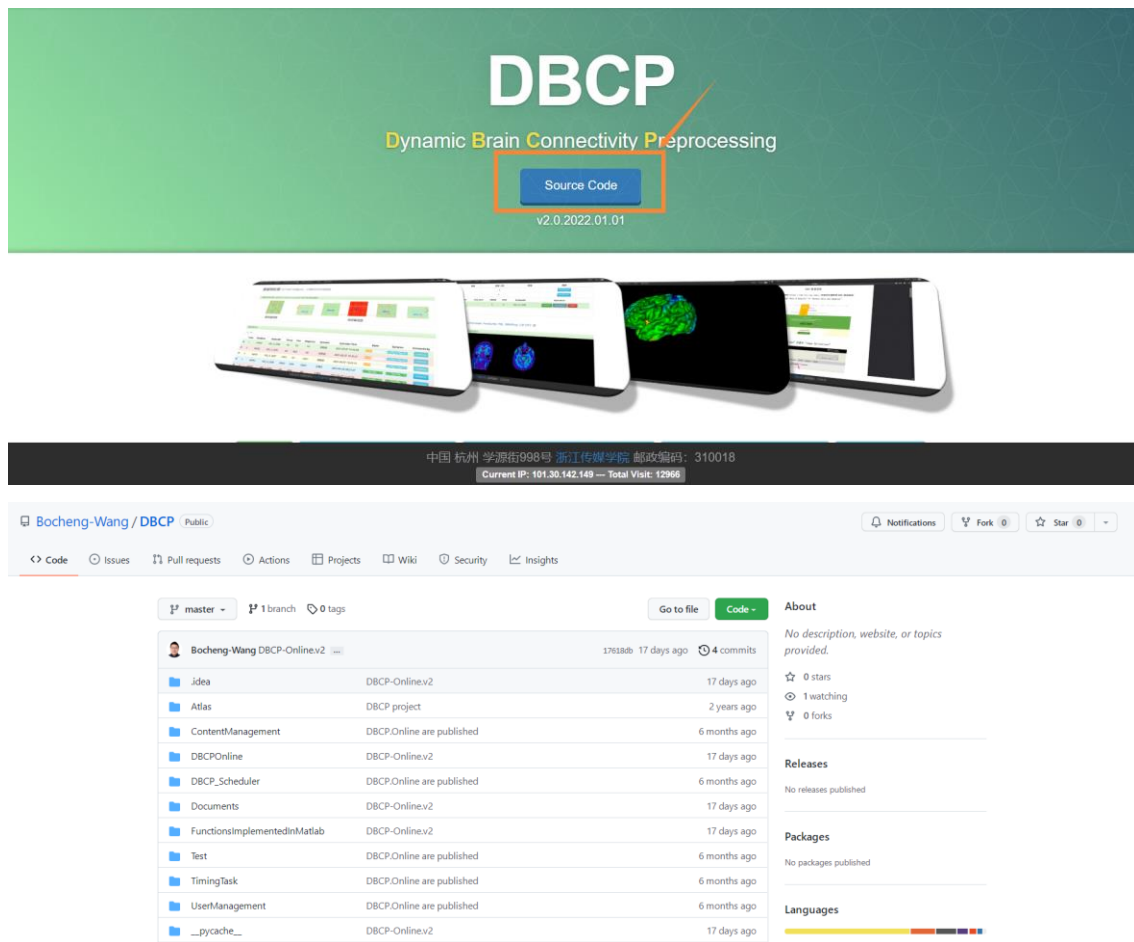 DBCP
Dynamic Brain Connectivity Preprocessing
Source Code
v2.0.2022.01.01
中国 杭州 学源街998号 浙江传媒学院 邮政编码：310018
Current IP: 101.30.142.149 --- Total Visit: 12966
Bocheng-Wang / DBCP Public
Notifications Fork 0 Star 0
Code Issues Pull requests Actions Projects Wiki Security Insights
master 1 branch 0 tags Go to file Code
Bocheng-Wang DBCP-Online.v2 ... 17618db 17 days ago 4 commits
.idea DBCP-Online.v2 17 days ago
Atlas DBCP project 2 years ago
ContentManagement DBCP.Online are published 6 months ago
DBCPOnline DBCP-Online.v2 17 days ago
DBCP_Scheduler DBCP.Online are published 6 months ago
Documents DBCP-Online.v2 17 days ago
FunctionsImplementedInMatlab DBCP-Online.v2 17 days ago
Test DBCP.Online are published 6 months ago
TimingTask DBCP.Online are published 6 months ago
UserManagement DBCP.Online are published 6 months ago
__pycache__ DBCP-Online.v2 17 days ago
About
No description, website, or topics
provided.
0 stars
1 watching
0 forks
Releases
No releases published
Packages
No packages published
Languages